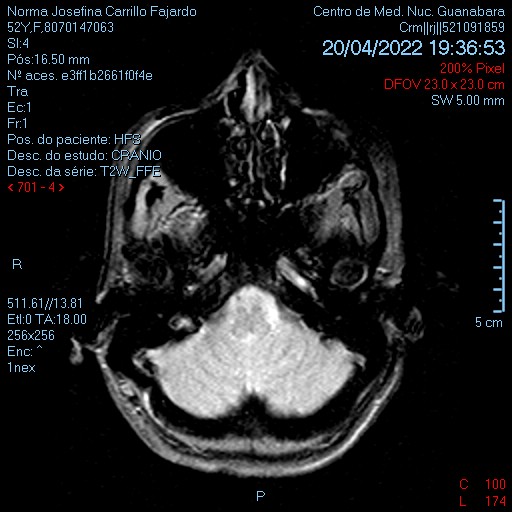 Norma Josefina Carrillo Fajardo
52Y,F,8070147063
Sl:4
Pós:16.50 mm
Nº aces. e3ff1b2661f0f4e
Tra
Ec:1
Fr:1
Pos. do paciente: HFS
Desc. do estudo: CRANIO
Desc. da série: T2W_FFE
< 701 - 4 >
Centro de Med. Nuc. Guanabara
Crm||rj||521091859
20/04/2022 19:36:53
200% Pixel
DFOV 23.0 x 23.0 cm
SW 5.00 mm
R
5 cm
511.61//13.81
Etl:0 TA:18.00
256x256
Enc: ^
1nex
P
C 100
L 174